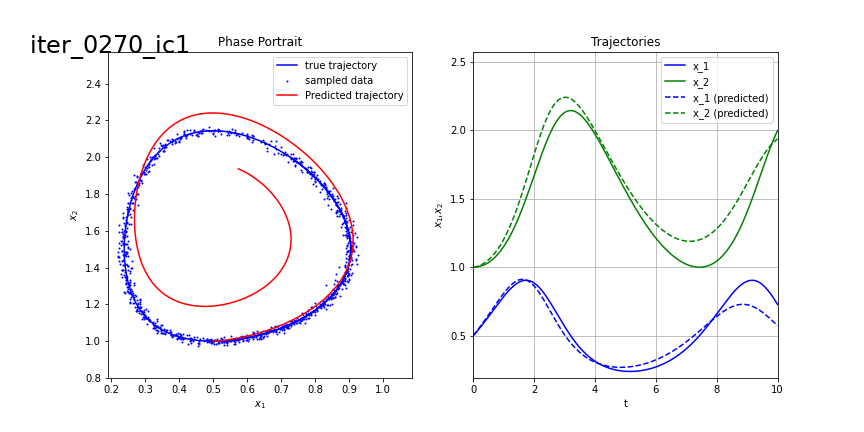 iter_0270_ic1
Phase Portrait
true trajectory
sampled data
Predicted trajectory
2.4
2.2
2.0
1.8
1.6
1.4
1.2
1.0
0.8
x_2
0.2 0.3 0.4 0.5 0.6 0.7 0.8 0.9 1.0
x_1
Trajectories
x_1
x_2
x_1 (predicted)
x_2 (predicted)
2.5
2.0
1.5
1.0
0.5
x_1,x_2
0 2 4 6 8 10
t